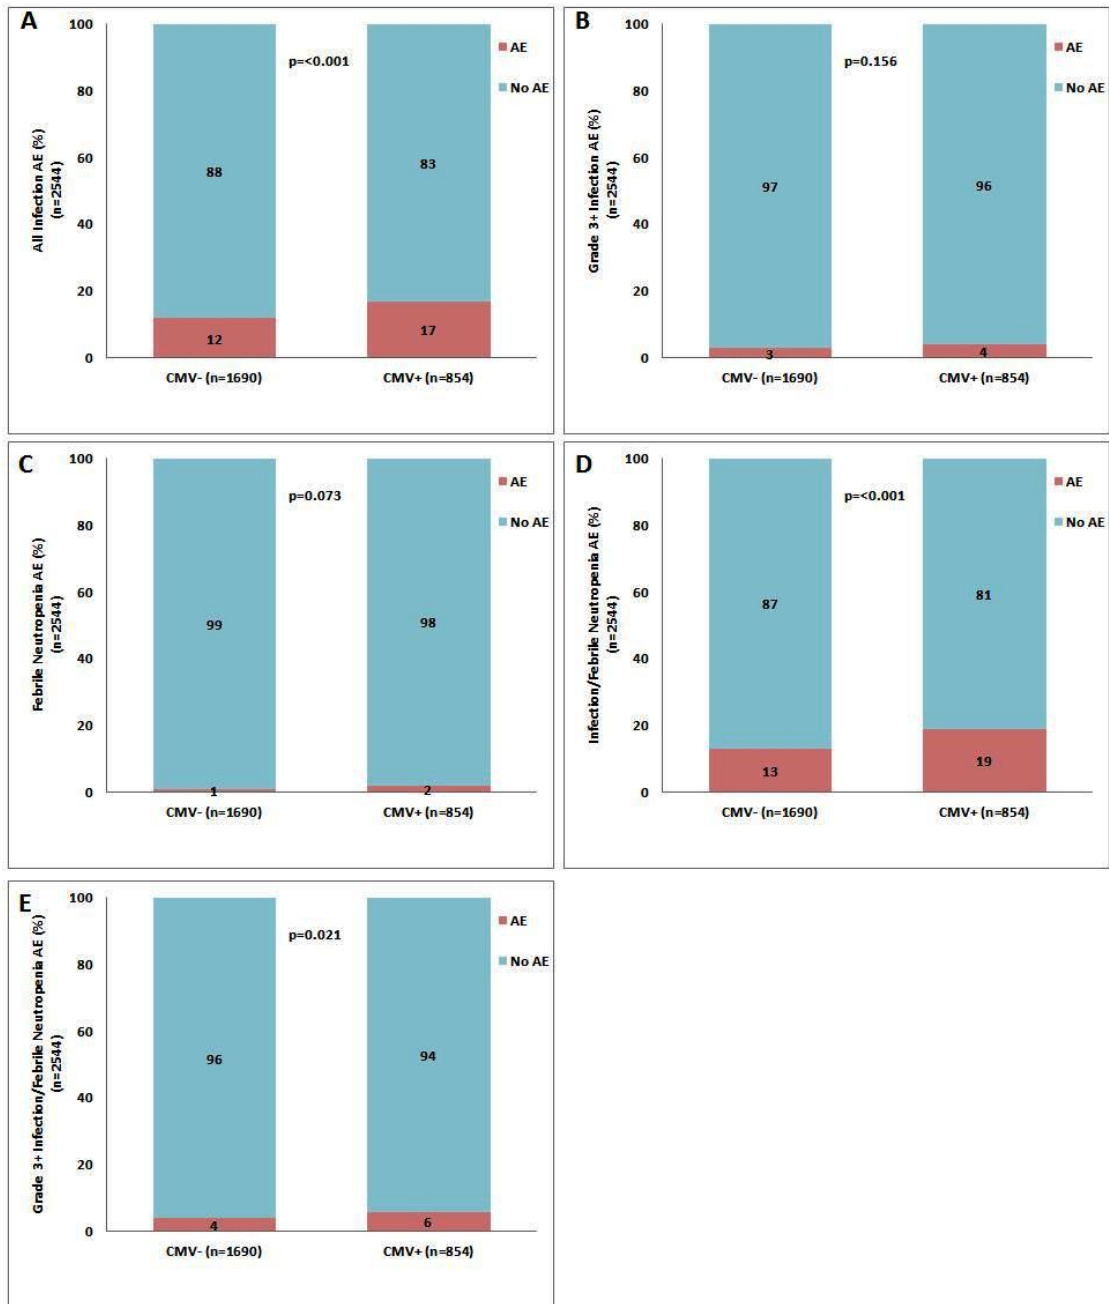 A
All Infection AE (%)
(n=2544)
100
80
60
40
20
0
p=<0.001
88
83
12
17
CMV- (n=1690)
CMV+ (n=854)
AE
No AE
B
Grade 3+ Infection AE (%)
(n=2544)
100
80
60
40
20
0
p=0.156
97
96
3
4
CMV- (n=1690)
CMV+ (n=854)
AE
No AE
C
Febrile Neutropenia AE (%)
(n=2544)
100
80
60
40
20
0
p=0.073
99
98
1
2
CMV- (n=1690)
CMV+ (n=854)
AE
No AE
D
Infection/Febrile Neutropenia AE (%)
(n=2544)
100
80
60
40
20
0
p=<0.001
87
81
13
19
CMV- (n=1690)
CMV+ (n=854)
AE
No AE
E
Grade 3+ Infection/Febrile Neutropenia AE (%)
(n=2544)
100
80
60
40
20
0
p=0.021
96
94
4
6
CMV- (n=1690)
CMV+ (n=854)
AE
No AE